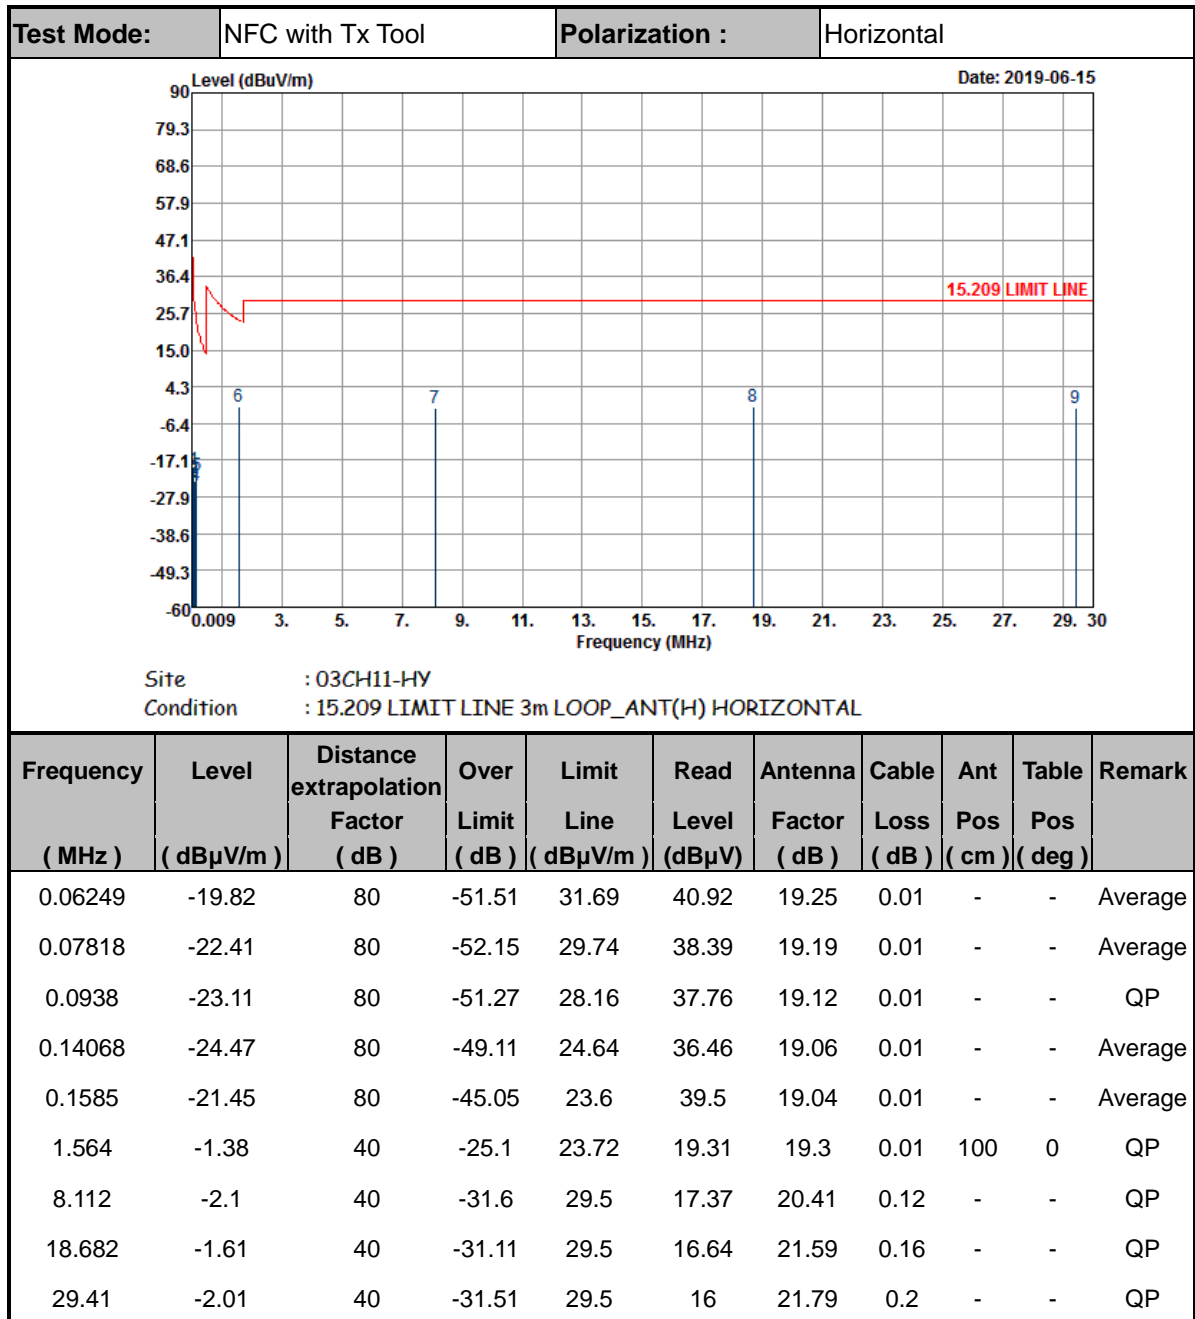 Test Mode: NFC with Tx Tool Polarization : Horizontal
Level (dBuV/m) Date: 2019-06-15
90
79.3
68.6
57.9
47.1
36.4
15.209 LIMIT LINE
25.7
15.0
4.3
6 7 8 9
-6.4
-17.1
-27.9
-38.6
-49.3
-60
0.009 3. 5. 7. 9. 11. 13. 15. 17. 19. 21. 23. 25. 27. 29. 30
Frequency (MHz)
Site : 03CH11-HY
Condition : 15.209 LIMIT LINE 3m LOOP_ANT(H) HORIZONTAL
Frequency Level Distance extrapolation Over Limit Read Antenna Cable Ant Table Remark
Factor Limit Line Level Factor Loss Pos Pos
( MHz ) ( dBµV/m ) ( dB ) ( dB ) ( dBµV/m ) (dBµV) ( dB ) ( dB ) ( cm ) ( deg )
0.06249 -19.82 80 -51.51 31.69 40.92 19.25 0.01 - - Average
0.07818 -22.41 80 -52.15 29.74 38.39 19.19 0.01 - - Average
0.0938 -23.11 80 -51.27 28.16 37.76 19.12 0.01 - - QP
0.14068 -24.47 80 -49.11 24.64 36.46 19.06 0.01 - - Average
0.1585 -21.45 80 -45.05 23.6 39.5 19.04 0.01 - - Average
1.564 -1.38 40 -25.1 23.72 19.31 19.3 0.01 100 0 QP
8.112 -2.1 40 -31.6 29.5 17.37 20.41 0.12 - - QP
18.682 -1.61 40 -31.11 29.5 16.64 21.59 0.16 - - QP
29.41 -2.01 40 -31.51 29.5 16 21.79 0.2 - - QP